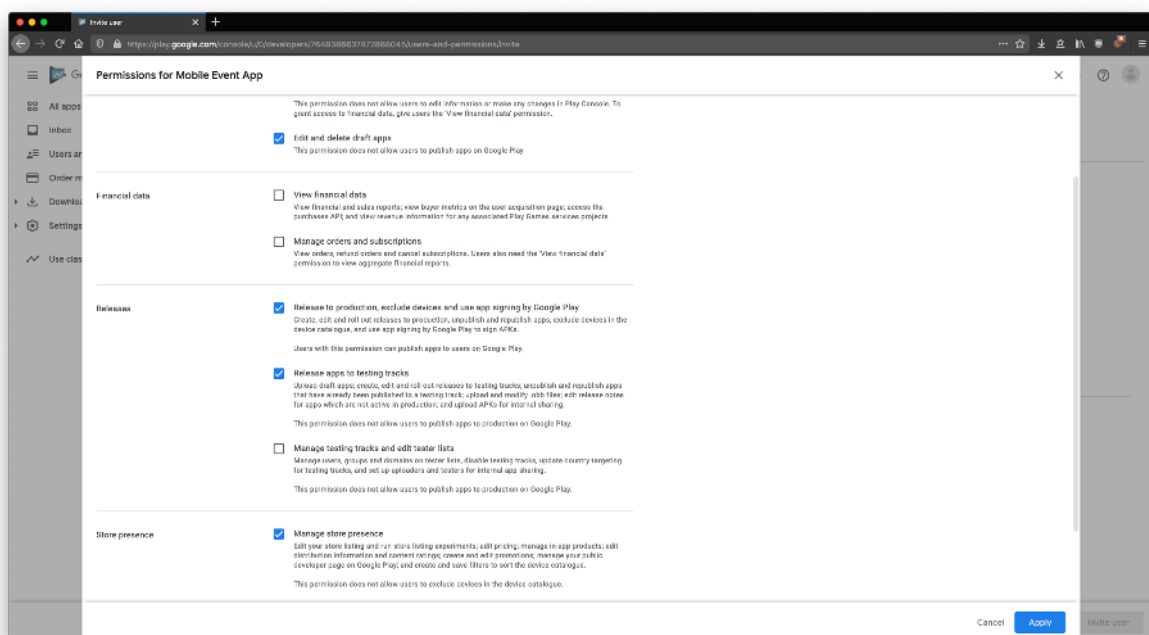 Invite user
https://play.google.com/console/u/0/developers/7648386637472888045/users-and-permissions/invite
Permissions for Mobile Event App
All apps
Inbox
Users an
Order m
Downloa
Settings
Use clas
This permission does not allow users to edit information or make any changes in Play Console. To
grant access to financial data, give users the 'View financial data' permission.
Edit and delete draft apps
This permission does not allow users to publish apps on Google Play
Financial data
View financial data
View financial and sales reports; view buyer metrics on the user acquisition page; access the
purchases API; and view revenue information for any associated Play Games services projects
Manage orders and subscriptions
View orders, refund orders and cancel subscriptions. Users also need the 'View financial data'
permission to view aggregate financial reports.
Releases
Release to production, exclude devices and use app signing by Google Play
Create, edit and roll out releases to production, unpublish and republish apps, exclude devices in the
device catalogue, and use app signing by Google Play to sign APKs.
Users with this permission can publish apps to users on Google Play.
Release apps to testing tracks
Upload draft apps; create, edit and roll out releases to testing tracks; unpublish and republish apps
that have already been published to a testing track; upload and modify .obb files; edit release notes
for apps which are not active in production; and upload APKs for internal sharing.
This permission does not allow users to publish apps to production on Google Play.
Manage testing tracks and edit tester lists
Manage users, groups and domains on tester lists, disable testing tracks, update country targeting
for testing tracks, and set up uploaders and testers for internal app sharing.
This permission does not allow users to publish apps to production on Google Play.
Store presence
Manage store presence
Edit your store listing and run store listing experiments; edit pricing; manage in-app products; edit
distribution information and content ratings; create and edit promotions; manage your public
developer page on Google Play; and create and save filters to sort the device catalogue.
This permission does not allow users to exclude devices in the device catalogue.
Cancel
Apply
Invite user